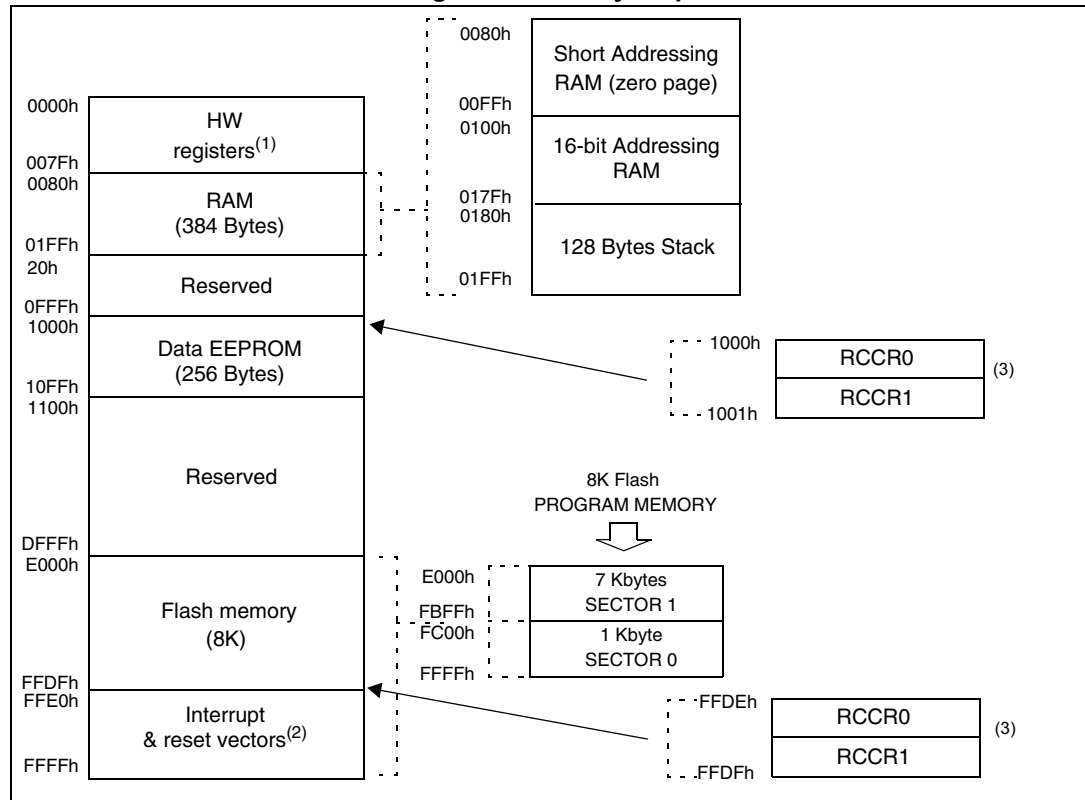 0000h
HW
registers(1)
007Fh
0080h
RAM
(384 Bytes)
01FFh
20h
Reserved
0FFFh
1000h
Data EEPROM
(256 Bytes)
10FFh
1100h
Reserved
DFFFh
E000h
Flash memory
(8K)
FFDFh
FFE0h
Interrupt
& reset vectors(2)
FFFFh
0080h
Short Addressing
RAM (zero page)
00FFh
0100h
16-bit Addressing
RAM
017Fh
0180h
128 Bytes Stack
01FFh
1000h
RCCR0
RCCR1
1001h
(3)
8K Flash
PROGRAM MEMORY
E000h
7 Kbytes
SECTOR 1
FBFFh
FC00h
1 Kbyte
SECTOR 0
FFFFh
FFDEh
RCCR0
RCCR1
FFDFh
(3)